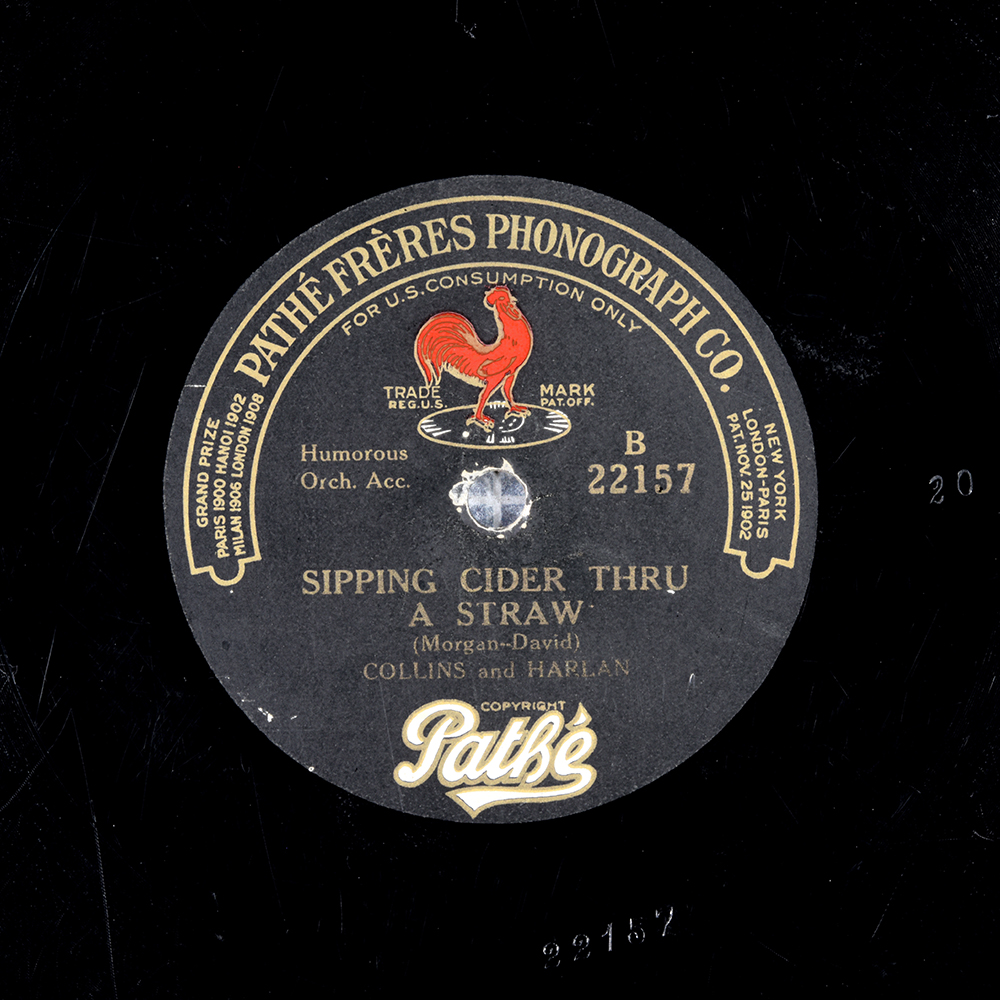 PATHÉ FRÈRES PHONOGRAPH CO.
FOR U.S. CONSUMPTION ONLY
GRAND PRIZE
PARIS 1900 HANOI 1902
MILAN 1906 LONDON 1908
NEW YORK
LONDON-PARIS
PAT. NOV. 25 1902
TRADE MARK
REG. U.S. PAT. OFF.
Humorous
Orch. Acc.
B
22157
SIPPING CIDER THRU
A STRAW
(Morgan--David)
COLLINS and HARLAN
COPYRIGHT
Pathé
20
22157